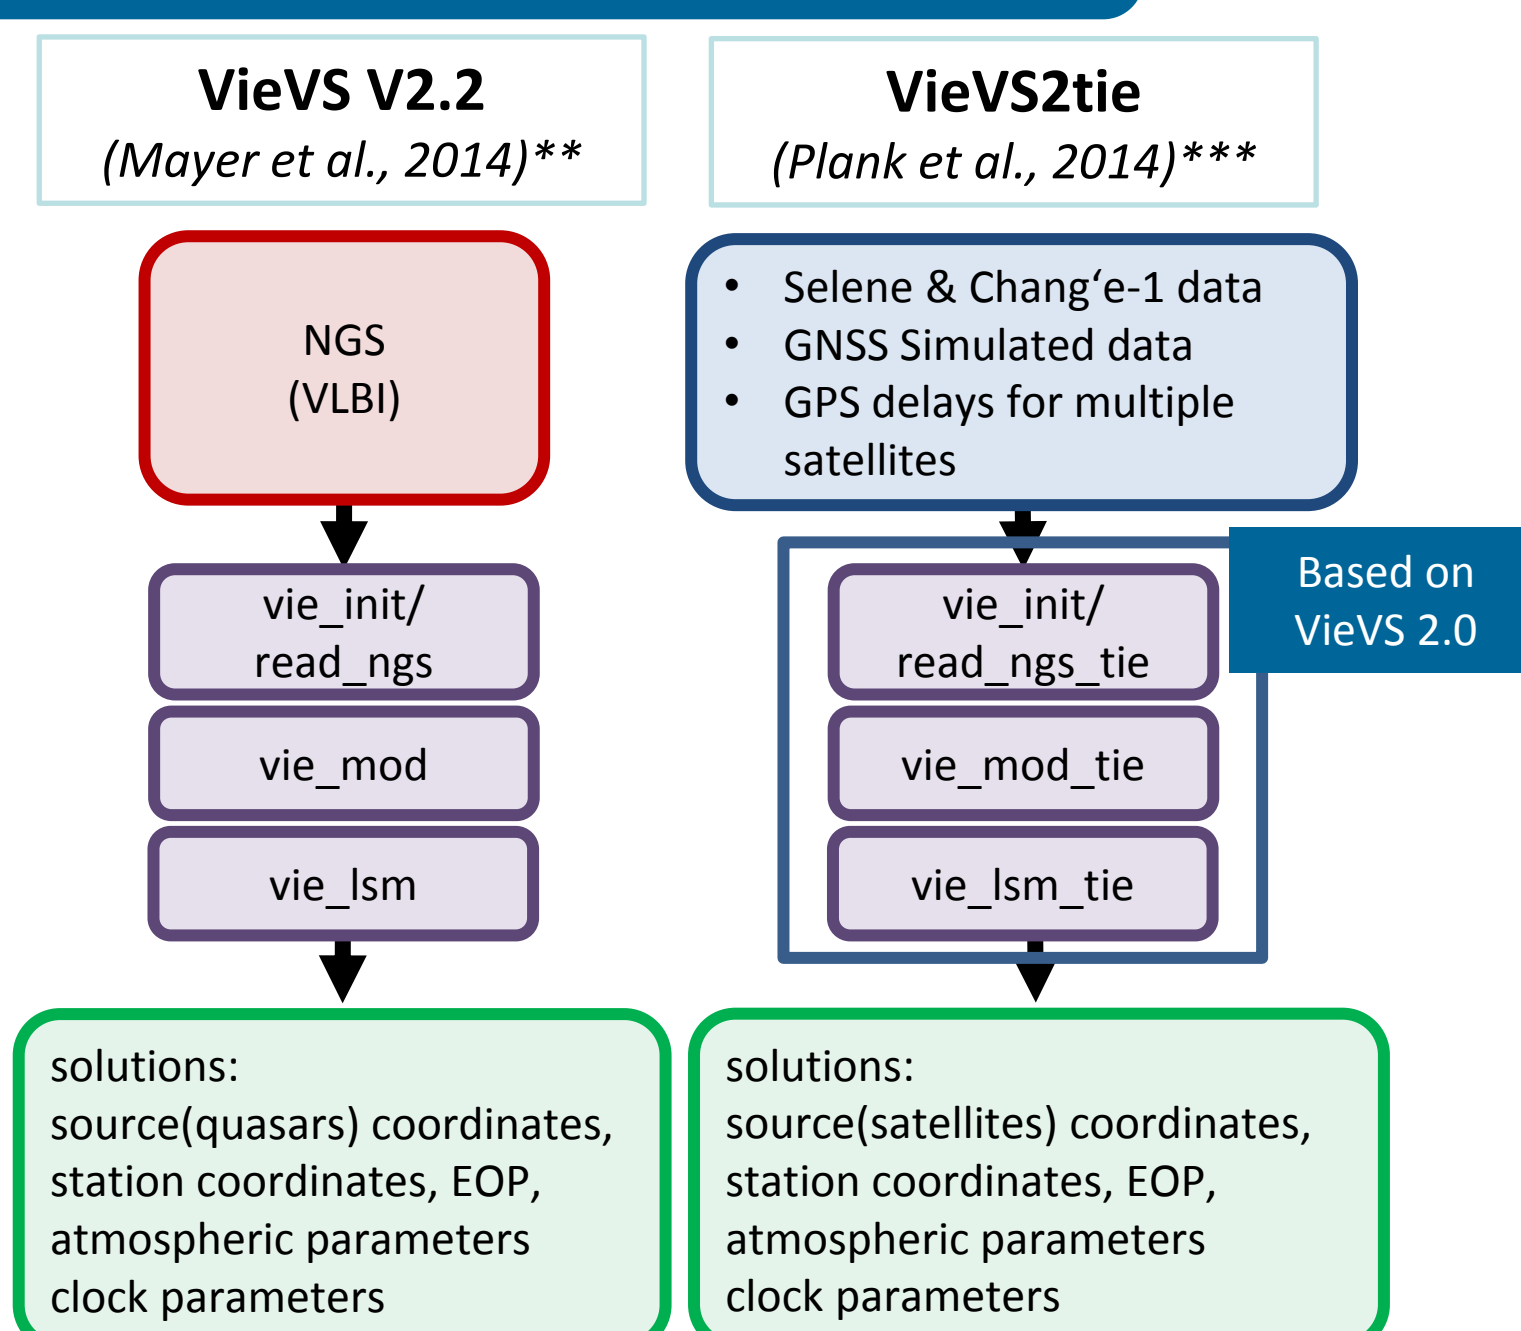 VieVS V2.2
(Mayer et al., 2014)**
NGS
(VLBI)
vie_init/
read_ngs
vie_mod
vie_lsm
solutions:
source(quasars) coordinates,
station coordinates, EOP,
atmospheric parameters
clock parameters
VieVS2tie
(Plank et al., 2014)***
• Selene & Chang‘e-1 data
• GNSS Simulated data
• GPS delays for multiple
satellites
Based on
VieVS 2.0
vie_init/
read_ngs_tie
vie_mod_tie
vie_lsm_tie
solutions:
source(satellites) coordinates,
station coordinates, EOP,
atmospheric parameters
clock parameters